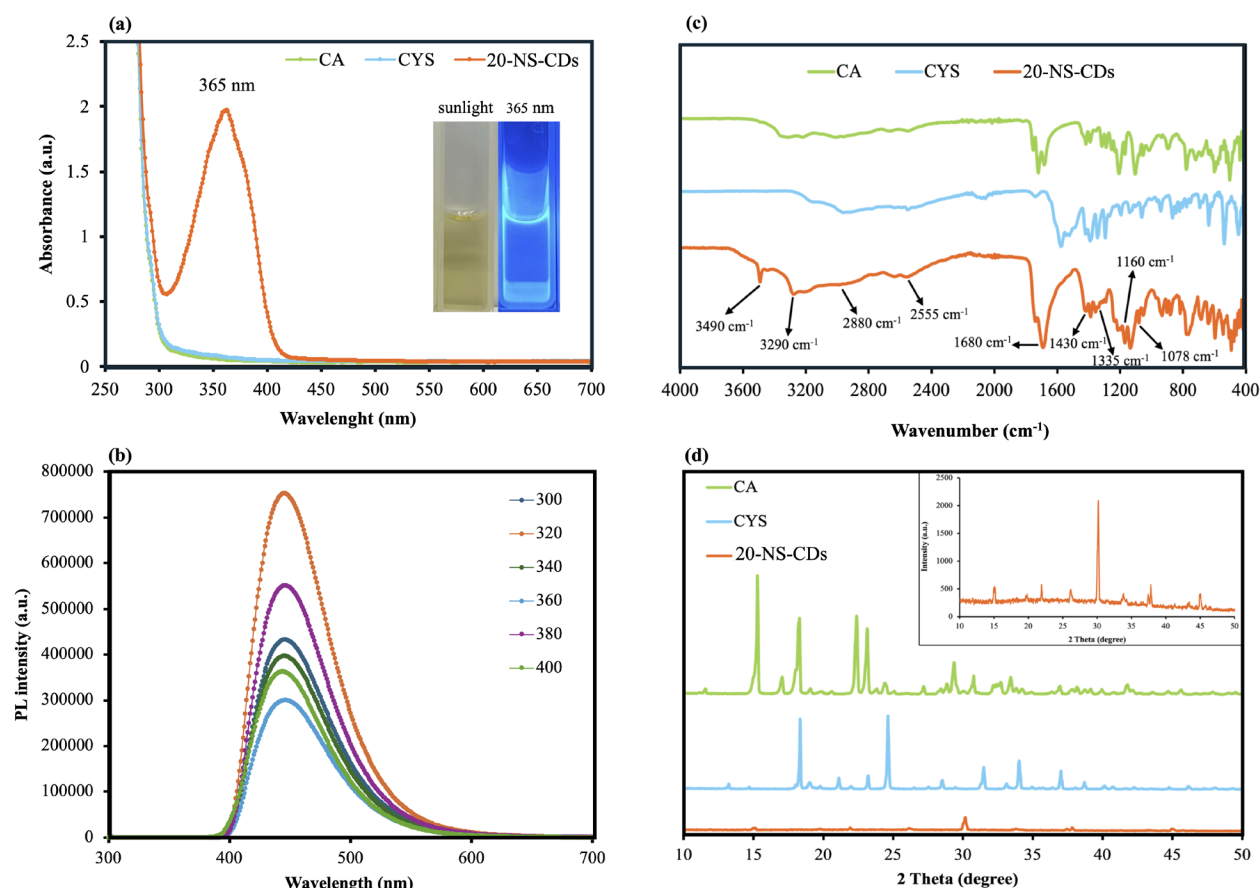 (a)
2.5
2
1.5
1
0.5
0
250 300 350 400 450 500 550 600 650 700
Absorbance (a.u.)
Wavelenght (nm)
CA CYS 20-NS-CDs
365 nm
sunlight 365 nm
(c)
CA CYS 20-NS-CDs
3490 cm-1
3290 cm-1
2880 cm-1
2555 cm-1
1680 cm-1
1430 cm-1
1335 cm-1
1160 cm-1
1078 cm-1
4000 3600 3200 2800 2400 2000 1600 1200 800 400
Wavenumber (cm-1)
(b)
800000
700000
600000
500000
400000
300000
200000
100000
0
300 400 500 600 700
PL intensity (a.u.)
Wavelength (nm)
300
320
340
360
380
400
(d)
CA
CYS
20-NS-CDs
2500
2000
1500
1000
500
0
10 15 20 25 30 35 40 45 50
Intensity (a.u.)
2 Theta (degree)
10 15 20 25 30 35 40 45 50
2 Theta (degree)